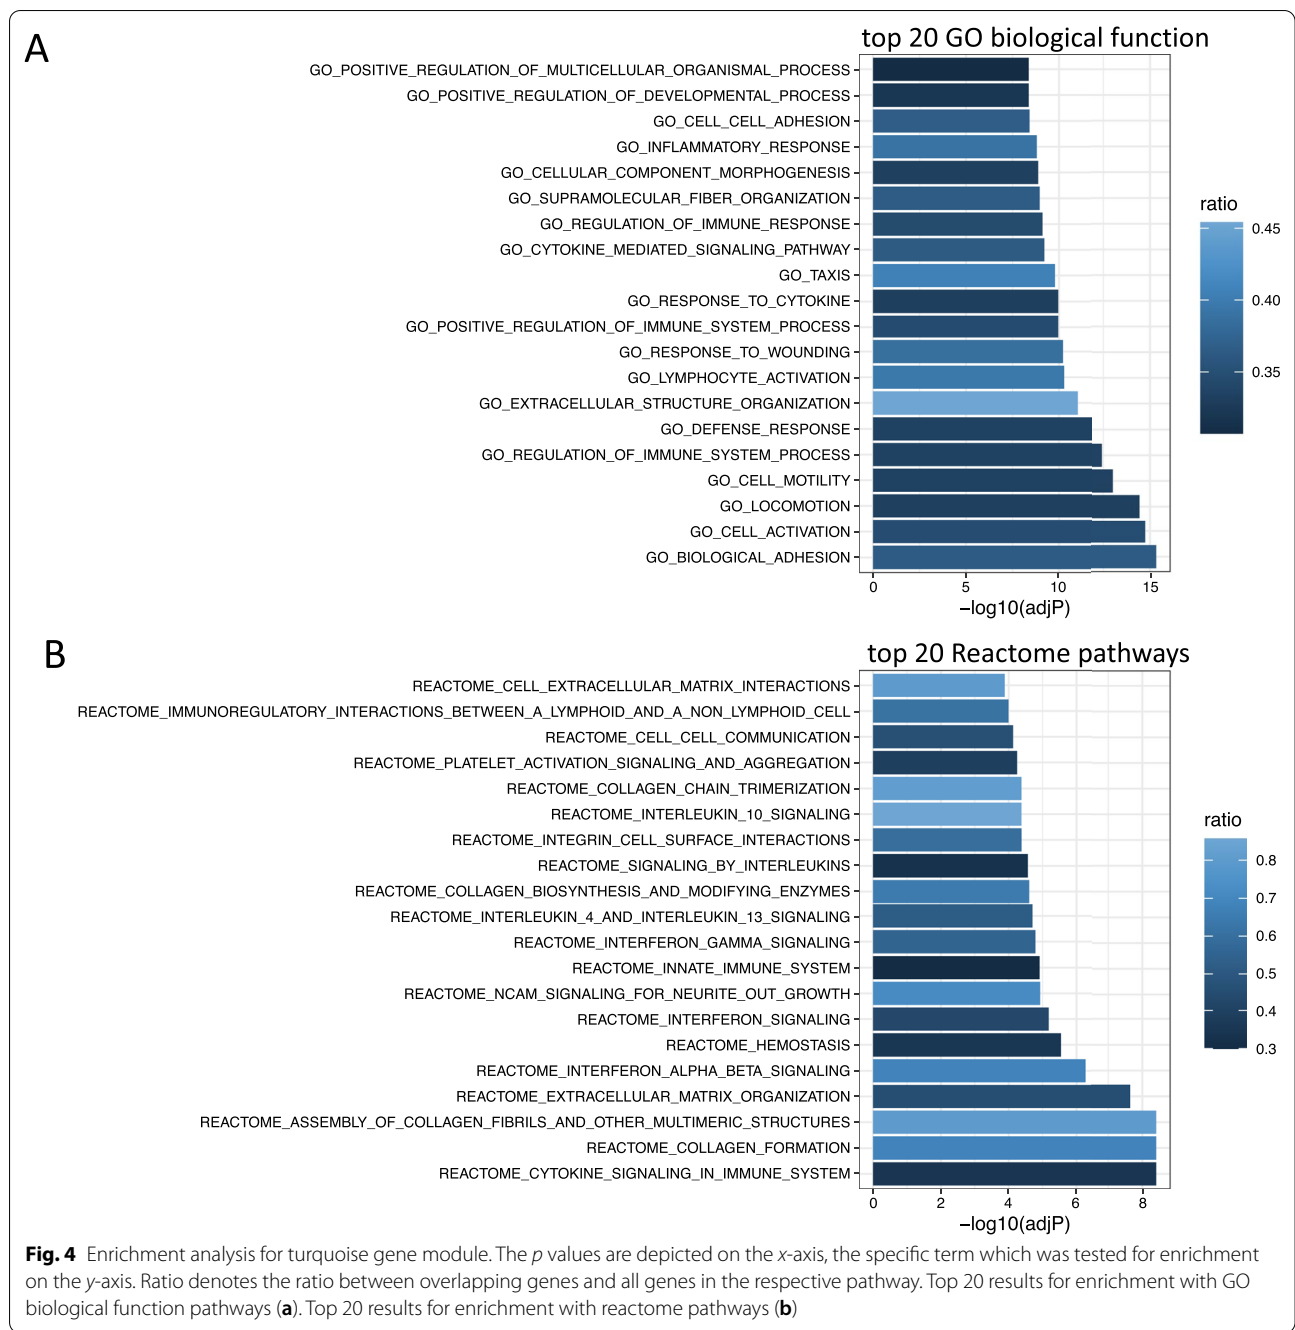 A
top 20 GO biological function
GO_POSITIVE_REGULATION_OF_MULTICELLULAR_ORGANISMAL_PROCESS
GO_POSITIVE_REGULATION_OF_DEVELOPMENTAL_PROCESS
GO_CELL_CELL_ADHESION
GO_INFLAMMATORY_RESPONSE
GO_CELLULAR_COMPONENT_MORPHOGENESIS
GO_SUPRAMOLECULAR_FIBER_ORGANIZATION
GO_REGULATION_OF_IMMUNE_RESPONSE
GO_CYTOKINE_MEDIATED_SIGNALING_PATHWAY
GO_TAXIS
GO_RESPONSE_TO_CYTOKINE
GO_POSITIVE_REGULATION_OF_IMMUNE_SYSTEM_PROCESS
GO_RESPONSE_TO_WOUNDING
GO_LYMPHOCYTE_ACTIVATION
GO_EXTRACELLULAR_STRUCTURE_ORGANIZATION
GO_DEFENSE_RESPONSE
GO_REGULATION_OF_IMMUNE_SYSTEM_PROCESS
GO_CELL_MOTILITY
GO_LOCOMOTION
GO_CELL_ACTIVATION
GO_BIOLOGICAL_ADHESION
0 5 10 15
−log10(adjP)
ratio
0.45
0.40
0.35
B
top 20 Reactome pathways
REACTOME_CELL_EXTRACELLULAR_MATRIX_INTERACTIONS
REACTOME_IMMUNOREGULATORY_INTERACTIONS_BETWEEN_A_LYMPHOID_AND_A_NON_LYMPHOID_CELL
REACTOME_CELL_CELL_COMMUNICATION
REACTOME_PLATELET_ACTIVATION_SIGNALING_AND_AGGREGATION
REACTOME_COLLAGEN_CHAIN_TRIMERIZATION
REACTOME_INTERLEUKIN_10_SIGNALING
REACTOME_INTEGRIN_CELL_SURFACE_INTERACTIONS
REACTOME_SIGNALING_BY_INTERLEUKINS
REACTOME_COLLAGEN_BIOSYNTHESIS_AND_MODIFYING_ENZYMES
REACTOME_INTERLEUKIN_4_AND_INTERLEUKIN_13_SIGNALING
REACTOME_INTERFERON_GAMMA_SIGNALING
REACTOME_INNATE_IMMUNE_SYSTEM
REACTOME_NCAM_SIGNALING_FOR_NEURITE_OUT_GROWTH
REACTOME_INTERFERON_SIGNALING
REACTOME_HEMOSTASIS
REACTOME_INTERFERON_ALPHA_BETA_SIGNALING
REACTOME_EXTRACELLULAR_MATRIX_ORGANIZATION
REACTOME_ASSEMBLY_OF_COLLAGEN_FIBRILS_AND_OTHER_MULTIMERIC_STRUCTURES
REACTOME_COLLAGEN_FORMATION
REACTOME_CYTOKINE_SIGNALING_IN_IMMUNE_SYSTEM
0 2 4 6 8
−log10(adjP)
ratio
0.8
0.7
0.6
0.5
0.4
0.3
Fig. 4 Enrichment analysis for turquoise gene module. The p values are depicted on the x-axis, the specific term which was tested for enrichment
on the y-axis. Ratio denotes the ratio between overlapping genes and all genes in the respective pathway. Top 20 results for enrichment with GO
biological function pathways (a). Top 20 results for enrichment with reactome pathways (b)